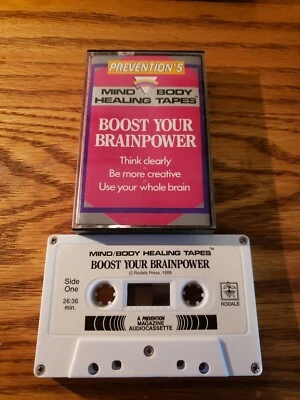 PREVENTION'S
MIND BODY
HEALING TAPES
BOOST YOUR
BRAINPOWER
Think clearly
Be more creative
Use your whole brain
MIND/BODY HEALING TAPES™
BOOST YOUR BRAINPOWER
© Rodale Press, 1989
Side
One
26:36
min.
RODALE
A PREVENTION
MAGAZINE
AUDIOCASSETTE